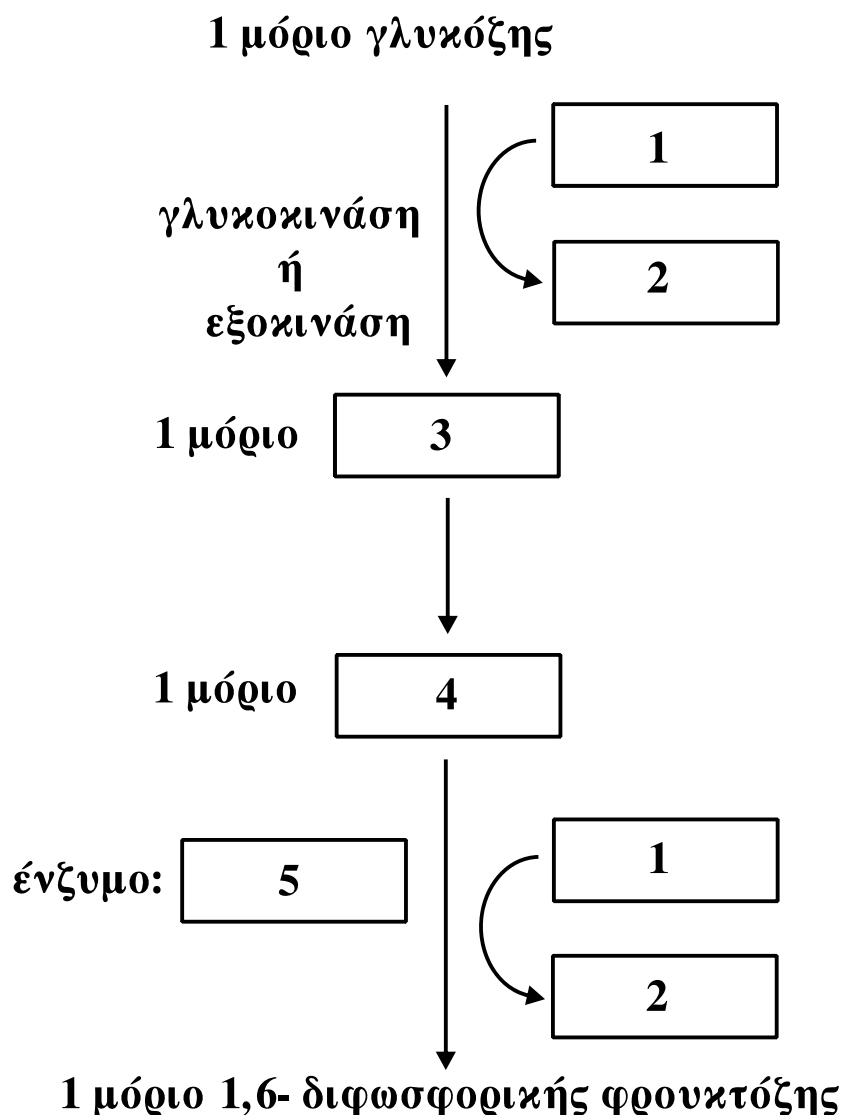 1 μόριο γλυκόζης
1
γλυκοκινάση
ή
εξοκινάση
2
1 μόριο 3
1 μόριο 4
1
ένζυμο: 5
2
1 μόριο 1,6- διφωσφορικής φρουκτόζης